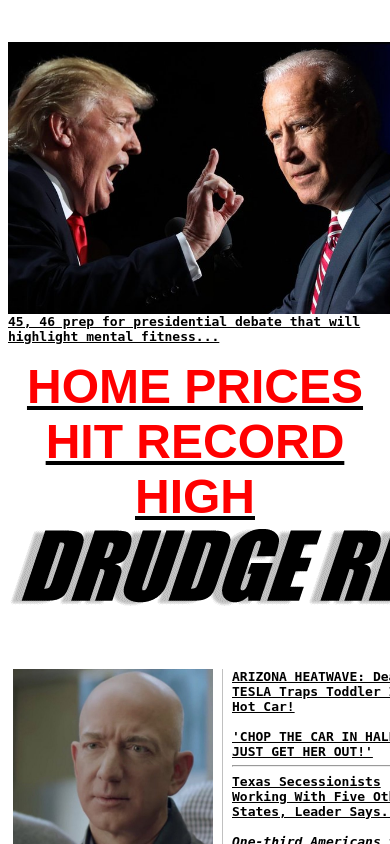 45, 46 prep for presidential debate that will
highlight mental fitness...
HOME PRICES
HIT RECORD
HIGH
DRUDGE
ARIZONA HEATWAVE:
TESLA Traps Toddler
Hot Car!
'CHOP THE CAR IN
JUST GET HER OUT!'
Texas Secessionists
Working With Five
States, Leader Says.
One-third Americans